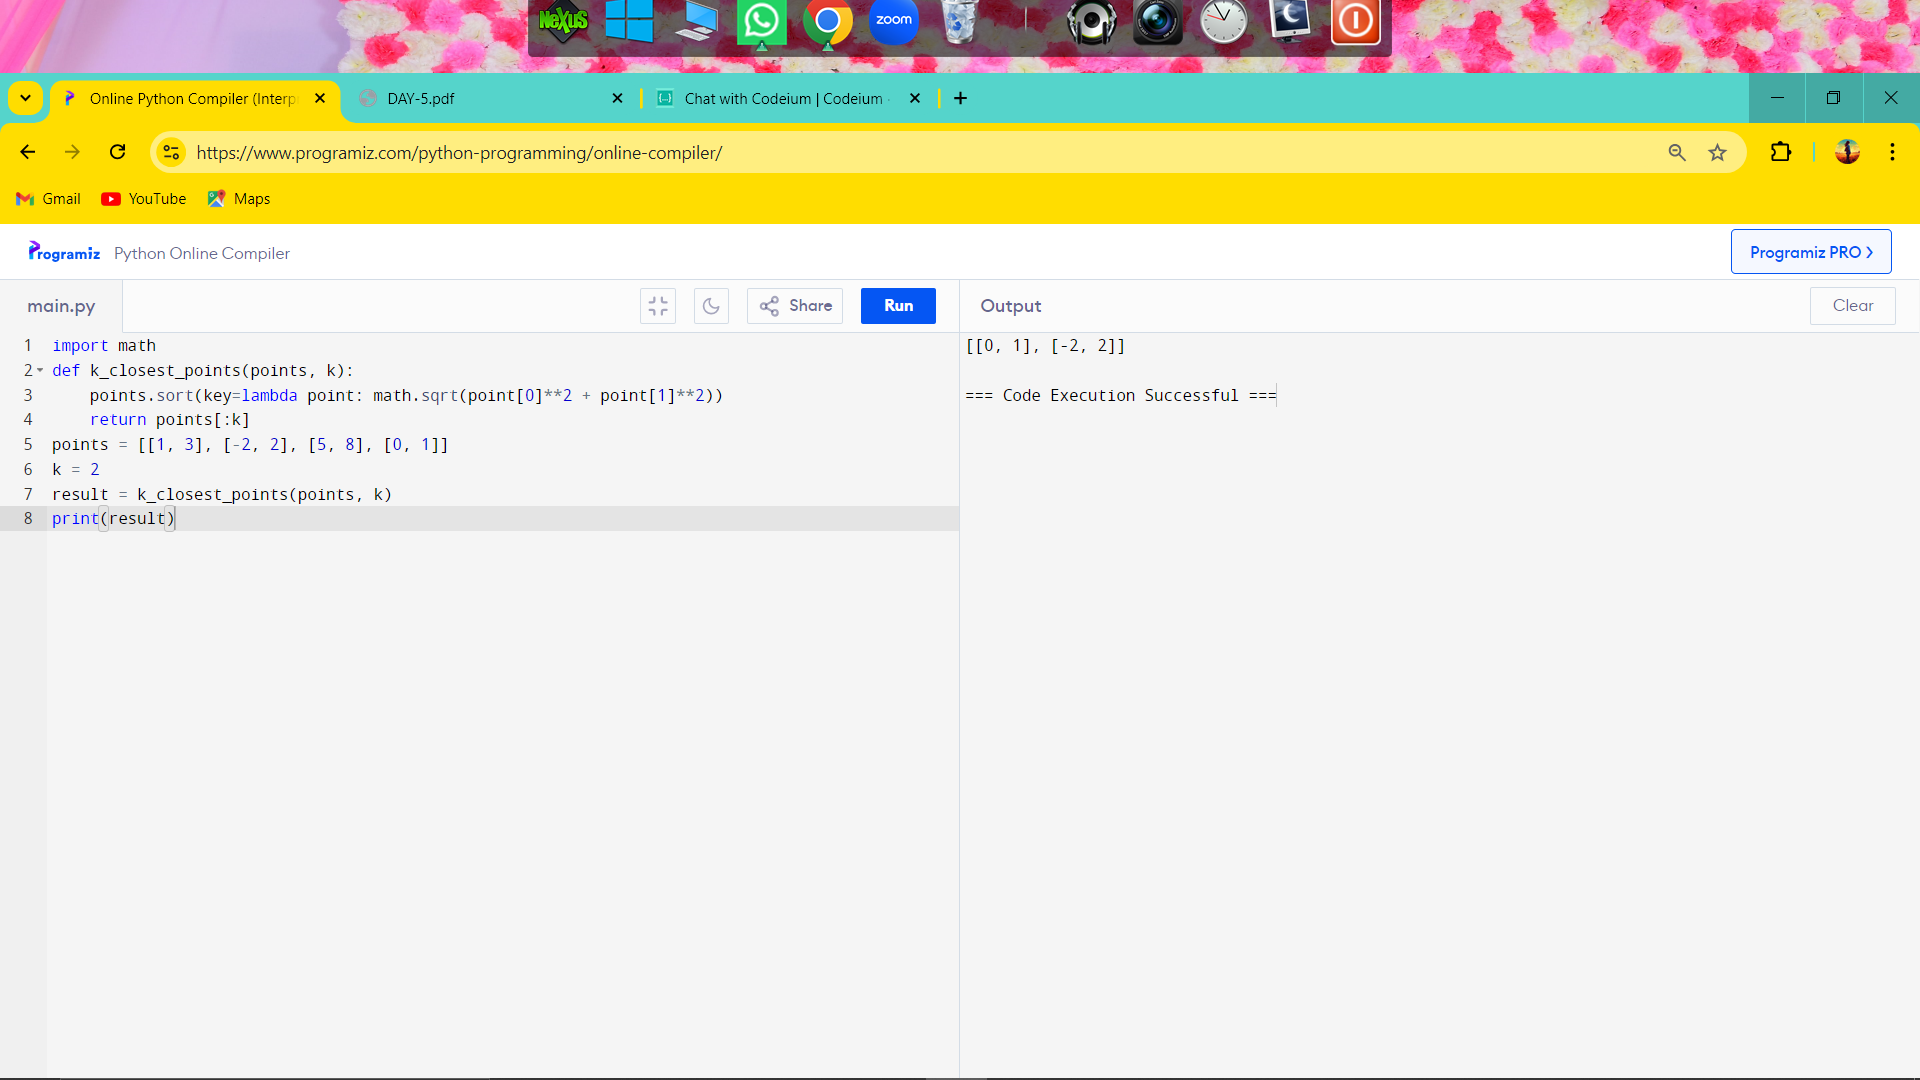 NeXuS
zoom
Online Python Compiler (Interp
DAY-5.pdf
Chat with Codeium | Codeium
https://www.programiz.com/python-programming/online-compiler/
Gmail
YouTube
Maps
Programiz
Python Online Compiler
Programiz PRO
main.py
Share
Run
Output
Clear
1 import math
2 def k_closest_points(points, k):
3     points.sort(key=lambda point: math.sqrt(point[0]**2 + point[1]**2))
4     return points[:k]
5 points = [[1, 3], [-2, 2], [5, 8], [0, 1]]
6 k = 2
7 result = k_closest_points(points, k)
8 print(result)
[[0, 1], [-2, 2]]
=== Code Execution Successful ===